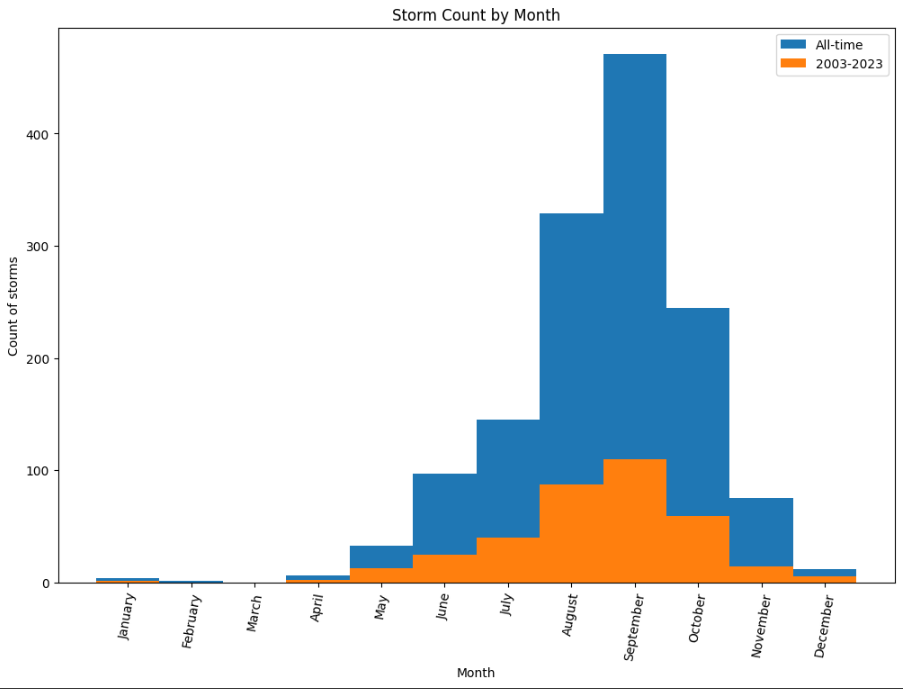 Storm Count by Month
All-time
2003-2023
Count of storms
400
300
200
100
0
January
February
March
April
May
June
July
August
September
October
November
December
Month